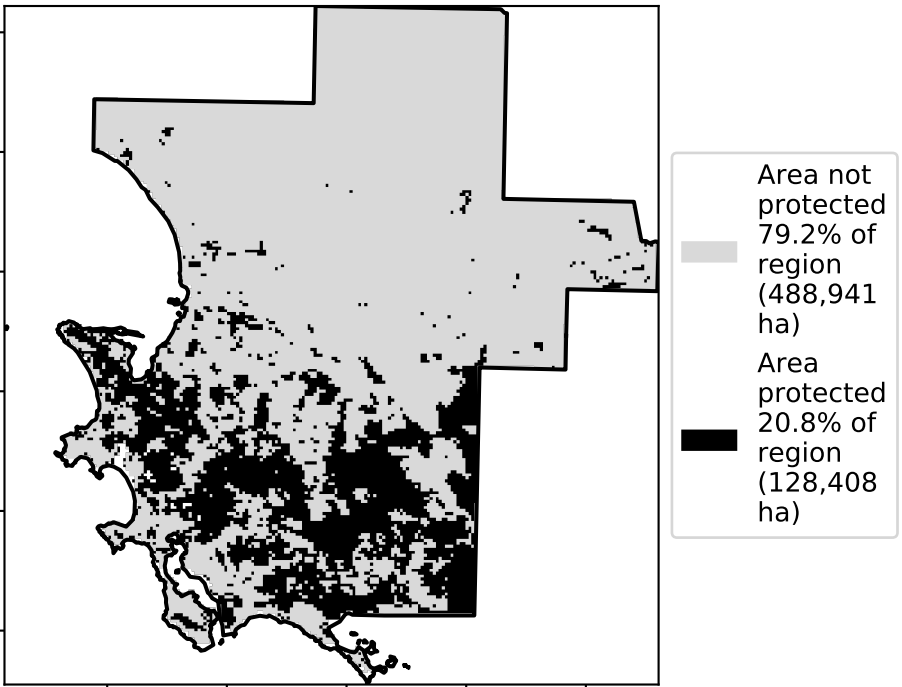 Area not
protected
79.2% of
region
(488,941
ha)
Area
protected
20.8% of
region
(128,408
ha)